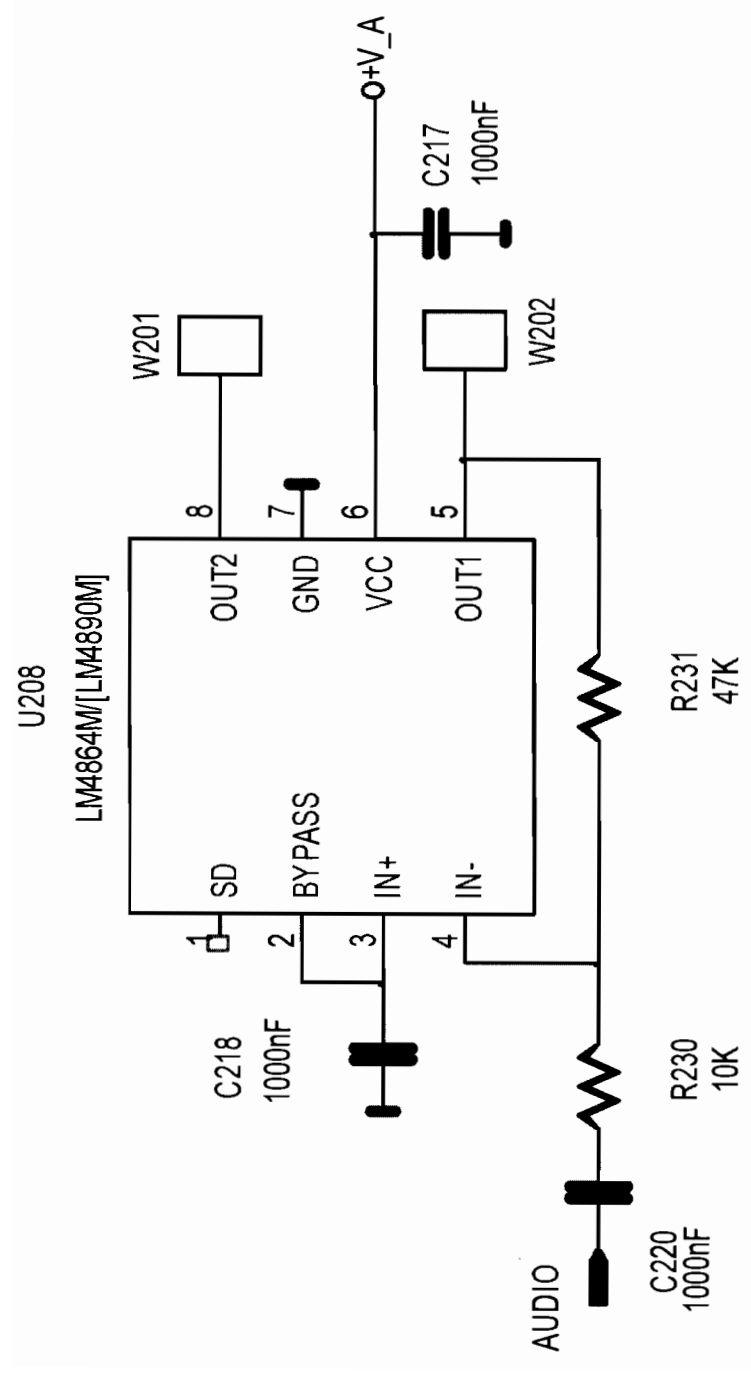 U208
LM4864M/[LM4890M]
1
SD
2
BYPASS
3
IN+
4
IN-
OUT2
8
GND
7
VCC
6
OUT1
5
W201
W202
+V_A
C217
1000nF
C218
1000nF
AUDIO
C220
1000nF
R230
10K
R231
47K